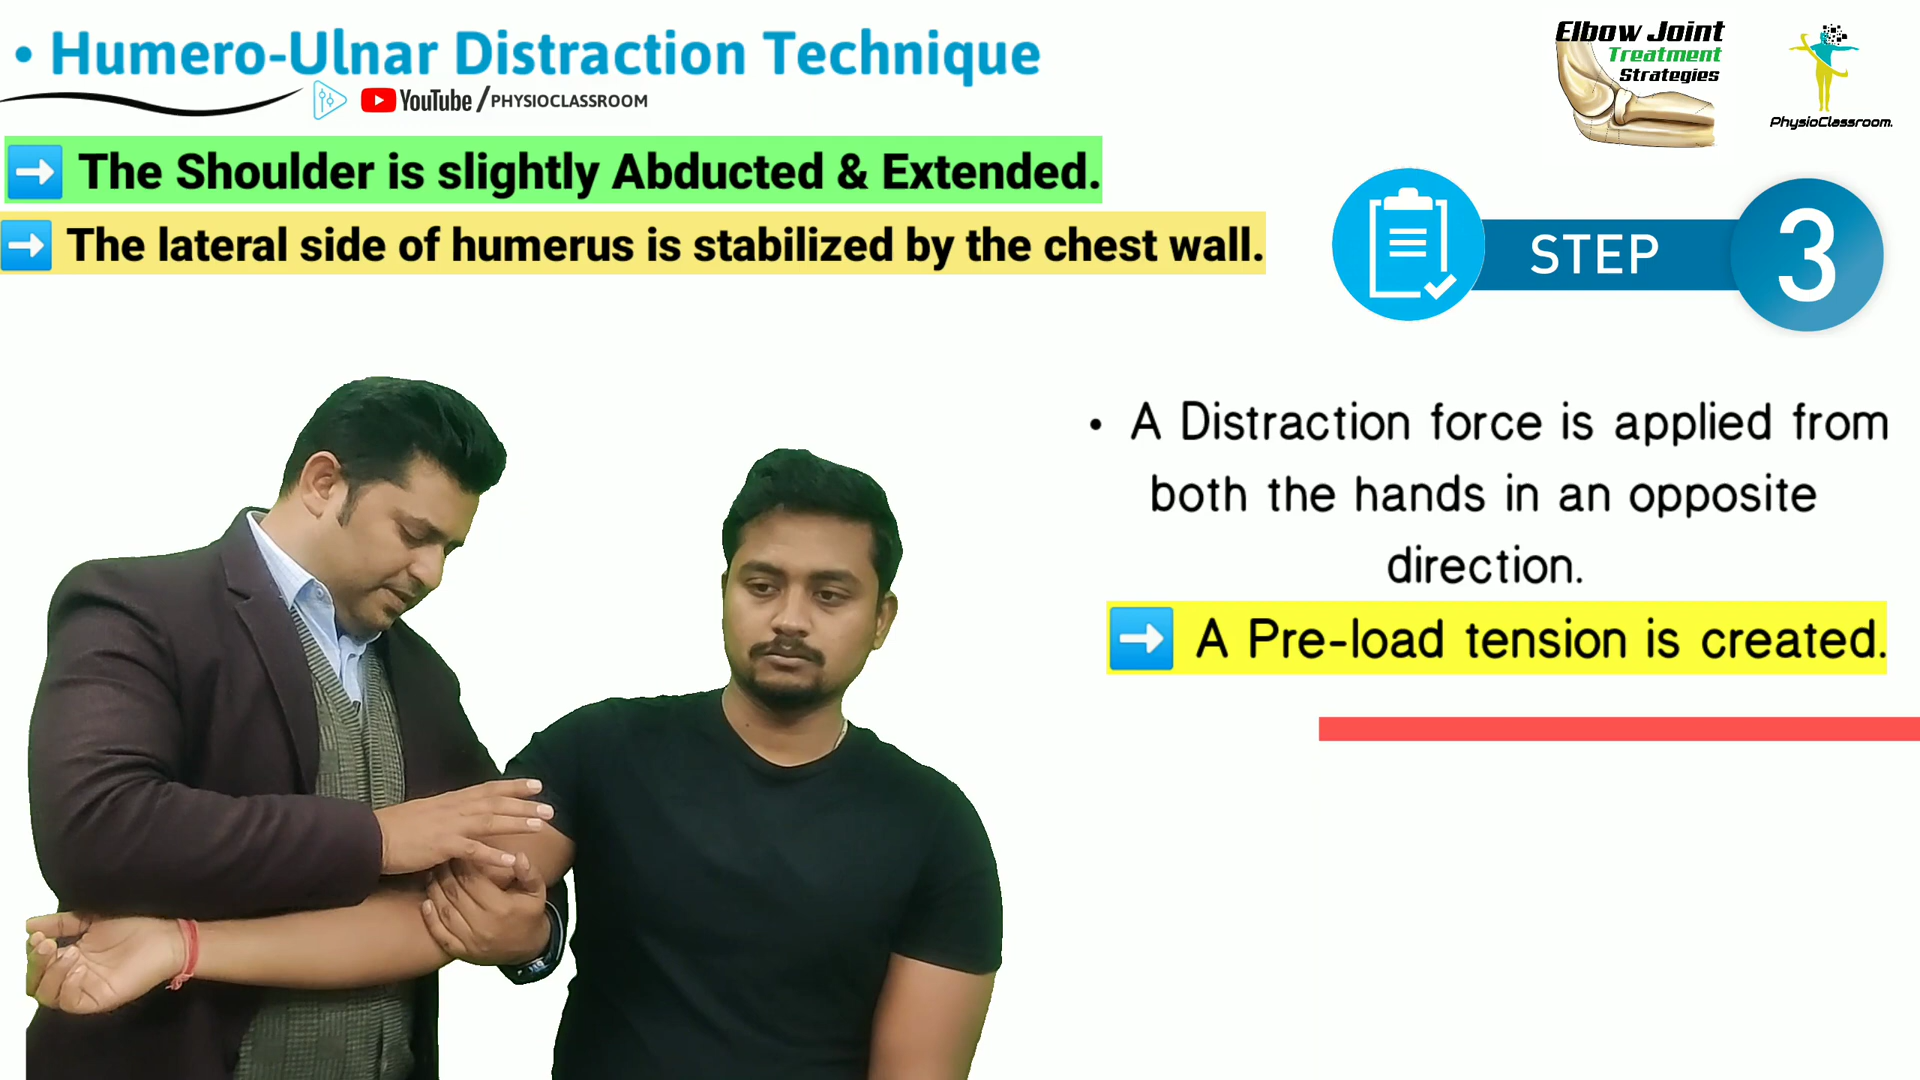 • Humero-Ulnar Distraction Technique
YouTube /PHYSIOCLASSROOM
Elbow Joint
Treatment
Strategies
PhysioClassroom.
➡ The Shoulder is slightly Abducted & Extended.
➡ The lateral side of humerus is stabilized by the chest wall.
STEP 3
• A Distraction force is applied from
both the hands in an opposite
direction.
➡ A Pre-load tension is created.